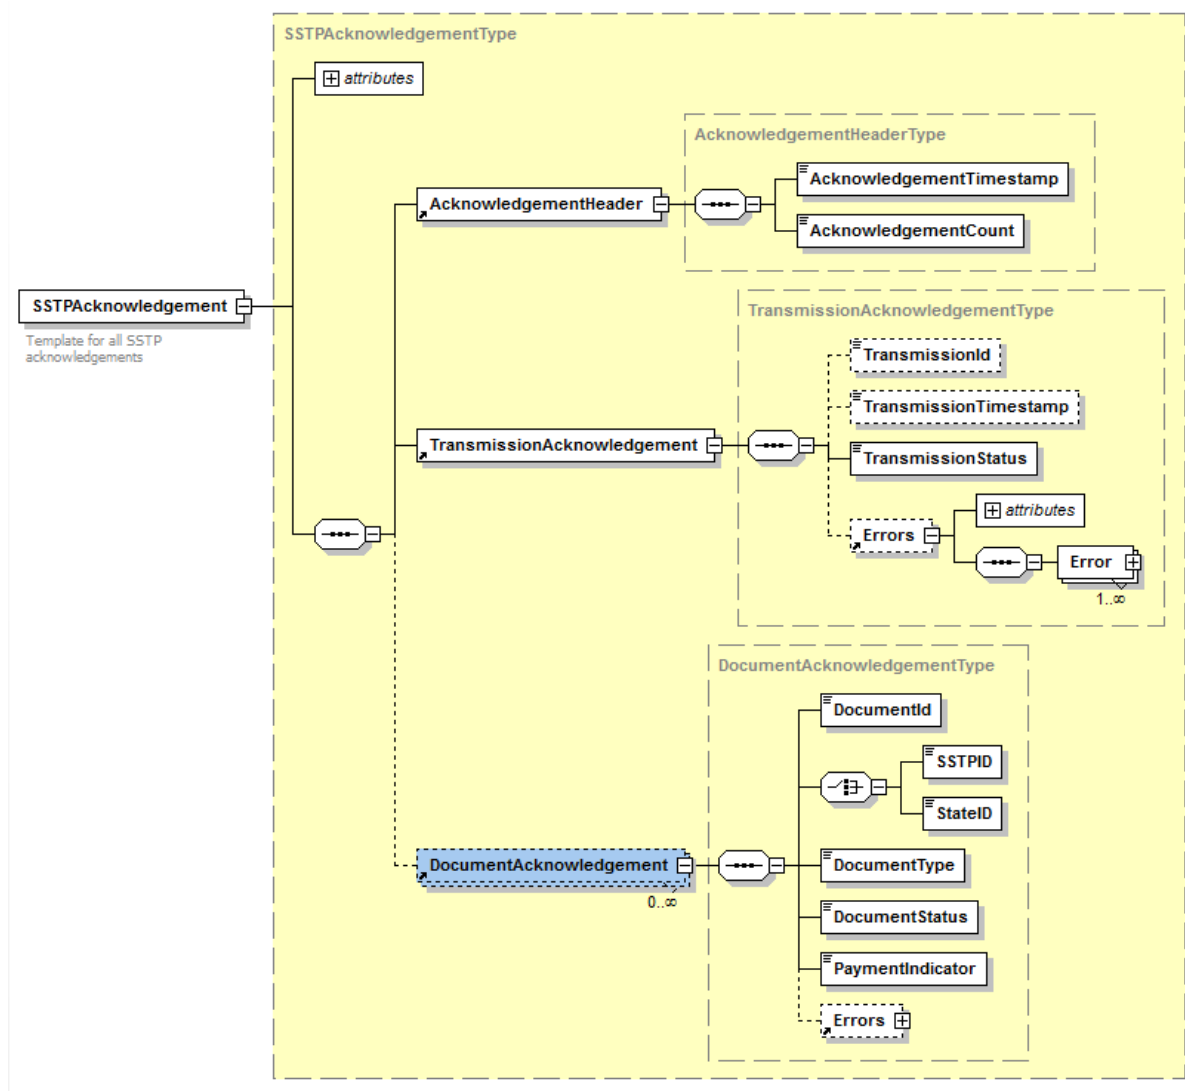 SSTPAcknowledgementType
attributes
AcknowledgementHeaderType
AcknowledgementTimestamp
AcknowledgementHeader
AcknowledgementCount
SSTPAcknowledgement
Template for all SSTP
acknowledgements
TransmissionAcknowledgementType
TransmissionId
TransmissionTimestamp
TransmissionAcknowledgement
TransmissionStatus
attributes
Errors
Error
1..∞
DocumentAcknowledgementType
DocumentId
SSTPID
StateID
DocumentAcknowledgement
0..∞
DocumentType
DocumentStatus
PaymentIndicator
Errors